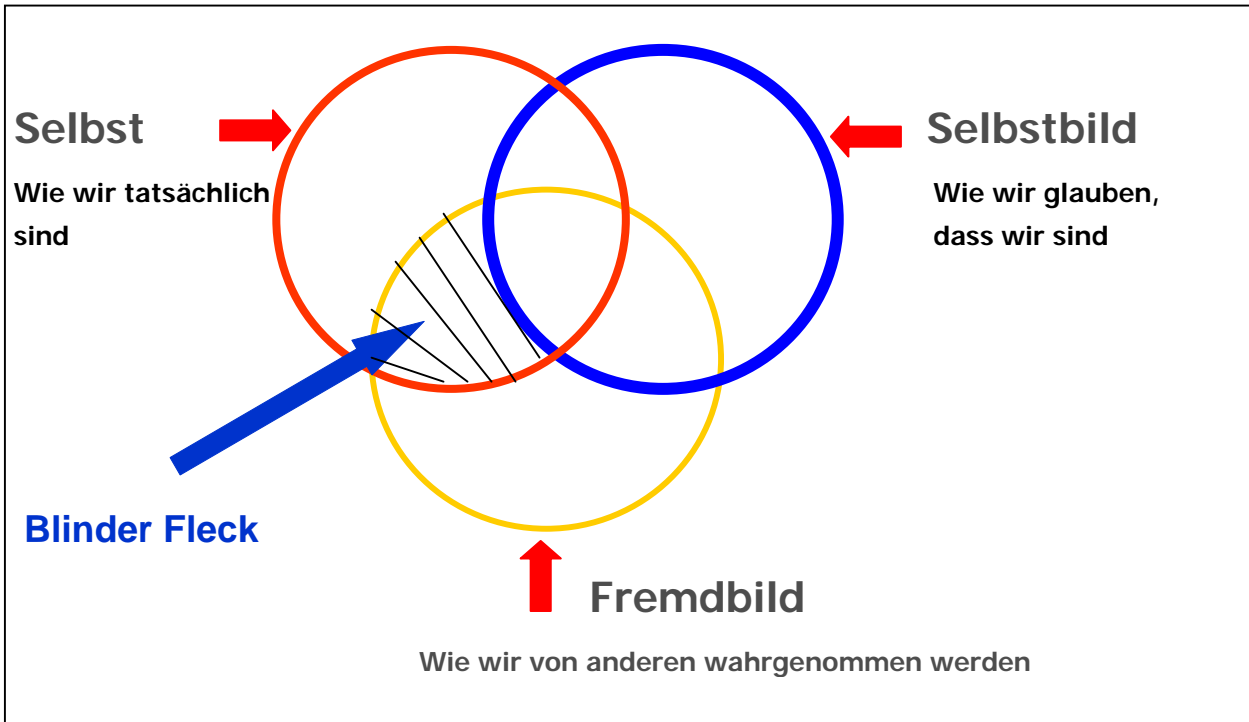 Selbst
Wie wir tatsächlich
sind
Selbstbild
Wie wir glauben,
dass wir sind
Blinder Fleck
Fremdbild
Wie wir von anderen wahrgenommen werden